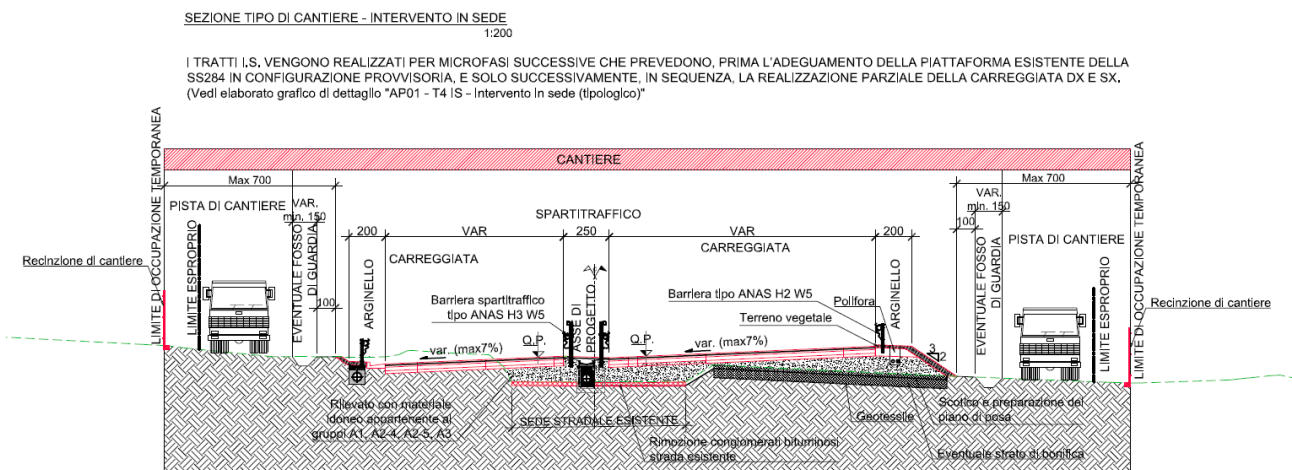 SEZIONE TIPO DI CANTIERE - INTERVENTO IN SEDE
1:200
I TRATTI I.S. VENGONO REALIZZATI PER MICROFASI SUCCESSIVE CHE PREVEDONO, PRIMA L'ADEGUAMENTO DELLA PIATTAFORMA ESISTENTE DELLA
SS284 IN CONFIGURAZIONE PROVVISORIA, E SOLO SUCCESSIVAMENTE, IN SEQUENZA, LA REALIZZAZIONE PARZIALE DELLA CARREGGIATA DX E SX.
(Vedi elaborato grafico di dettaglio "AP01 - T4 IS - Intervento in sede (tipologico)"
CANTIERE
LIMITE DI OCCUPAZIONE TEMPORANEA
Max 700
PISTA DI CANTIERE
VAR.
min. 150
LIMITE ESPROPRIO
EVENTUALE FOSSO
DI GUARDIA
100
Recinzione di cantiere
200
VAR
SPARTITRAFFICO
250
VAR
200
CARREGGIATA
CARREGGIATA
ARGINELLO
Barriera spartitraffico
tipo ANAS H3 W5
ASSE DI
PROGETTO
Barriera tipo ANAS H2 W5
Polifora
Terreno vegetale
ARGINELLO
var. (max7%)
Q.P.
Q.P.
var. (max7%)
3
2
Max 700
VAR.
min. 150
100
PISTA DI CANTIERE
EVENTUALE FOSSO
DI GUARDIA
LIMITE ESPROPRIO
LIMITE DI OCCUPAZIONE TEMPORANEA
Recinzione di cantiere
Rilevato con materiale
idoneo appartenente ai
gruppi A1, A2-4, A2-5, A3
SEDE STRADALE ESISTENTE
Rimozione conglomerati bituminosi
strada esistente
Geotessile
Scotico e preparazione del
piano di posa
Eventuale strato di bonifica